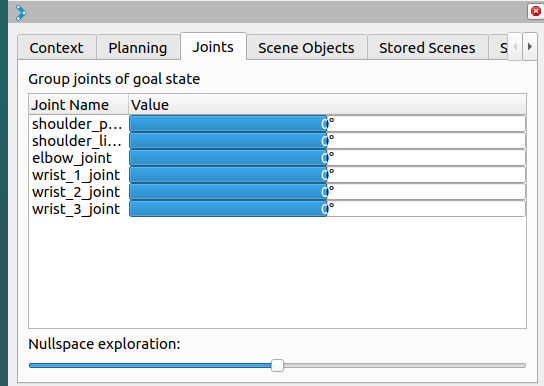 Context Planning Joints Scene Objects Stored Scenes S
Group joints of goal state
Joint Name Value
shoulder_p... 0°
shoulder_li... 0°
elbow_joint 0°
wrist_1_joint 0°
wrist_2_joint 0°
wrist_3_joint 0°
Nullspace exploration: